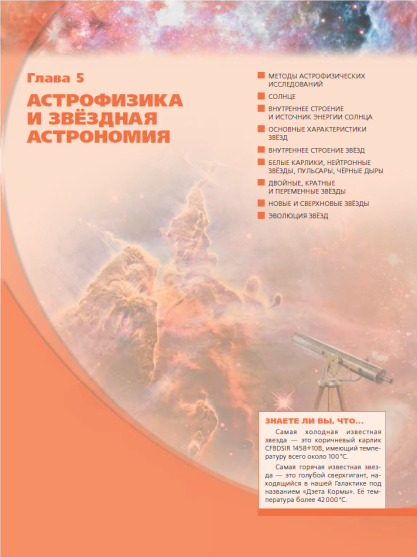 Глава 5
АСТРОФИЗИКА
И ЗВЁЗДНАЯ
АСТРОНОМИЯ
МЕТОДЫ АСТРОФИЗИЧЕСКИХ
ИССЛЕДОВАНИЙ
СОЛНЦЕ
ВНУТРЕННЕЕ СТРОЕНИЕ
И ИСТОЧНИК ЭНЕРГИИ СОЛНЦА
ОСНОВНЫЕ ХАРАКТЕРИСТИКИ
ЗВЁЗД
ВНУТРЕННЕЕ СТРОЕНИЕ ЗВЁЗД
БЕЛЫЕ КАРЛИКИ, НЕЙТРОННЫЕ
ЗВЁЗДЫ, ПУЛЬСАРЫ, ЧЁРНЫЕ ДЫРЫ
ДВОЙНЫЕ, КРАТНЫЕ
И ПЕРЕМЕННЫЕ ЗВЁЗДЫ
НОВЫЕ И СВЕРХНОВЫЕ ЗВЁЗДЫ
ЭВОЛЮЦИЯ ЗВЁЗД
ЗНАЕТЕ ЛИ ВЫ, ЧТО...
Самая холодная известная
звезда — это коричневый карлик
CFBDSIR 1458+10B, имеющий темпе-
ратуру всего около 100°С.
Самая горячая известная звез-
да — это голубой сверхгигант, на-
ходящийся в нашей Галактике под
названием «Дзета Кормы». Её тем-
пература более 42000°С.